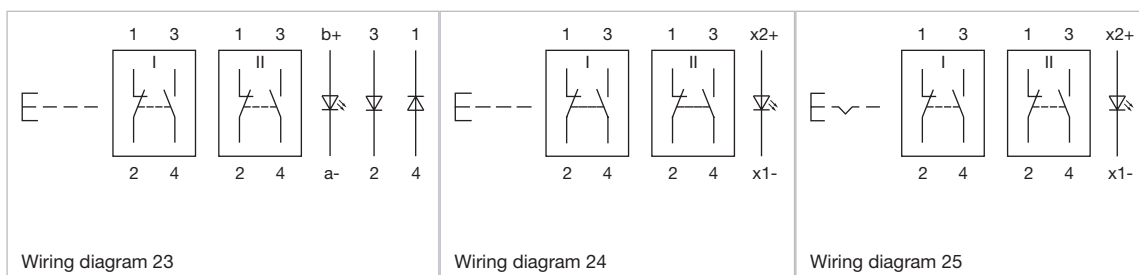 1 3 1 3 b+ 3 1
I II
2 4 2 4 a- 2 4
Wiring diagram 23
1 3 1 3 x2+
I II
2 4 2 4 x1-
Wiring diagram 24
1 3 1 3 x2+
I II
2 4 2 4 x1-
Wiring diagram 25